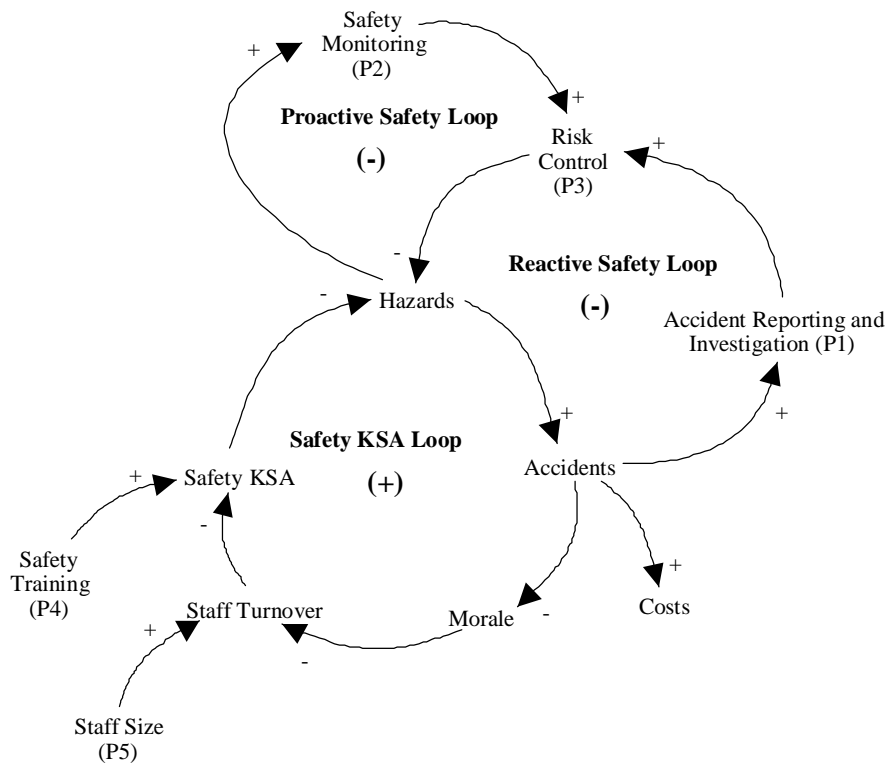 Safety
Monitoring
(P2)
+
+
Proactive Safety Loop
(-)
Risk
Control
(P3)
+
-
Reactive Safety Loop
(-)
-
Hazards
Accident Reporting and
Investigation (P1)
+
+
Safety KSA Loop
(+)
Accidents
+
Safety KSA
-
Safety
Training
(P4)
+
Staff Turnover
+
-
Morale
-
Costs
-
Staff Size
(P5)